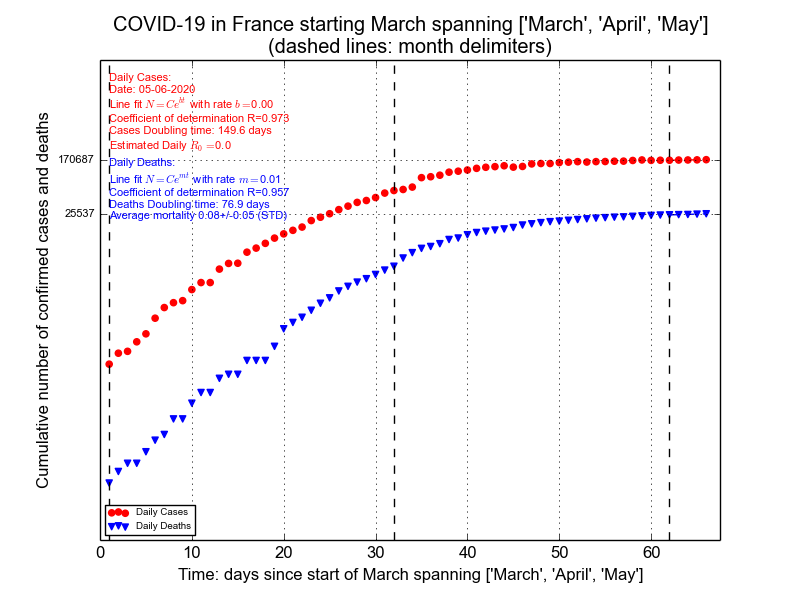 COVID-19 in France starting March spanning ['March', 'April', 'May']
(dashed lines: month delimiters)
Cumulative number of confirmed cases and deaths
Daily Cases:
Date: 05-06-2020
Line fit N=Ce^{bt} with rate b=0.00
Coefficient of determination R=0.973
Cases Doubling time: 149.6 days
Estimated Daily R_0=0.0
170687
Daily Deaths:
Line fit N=Ce^{mt} with rate m=0.01
Coefficient of determination R=0.957
Deaths Doubling time: 76.9 days
25537
Average mortality 0.08+/-0.05 (STD)
Daily Cases
Daily Deaths
0 10 20 30 40 50 60
Time: days since start of March spanning ['March', 'April', 'May']